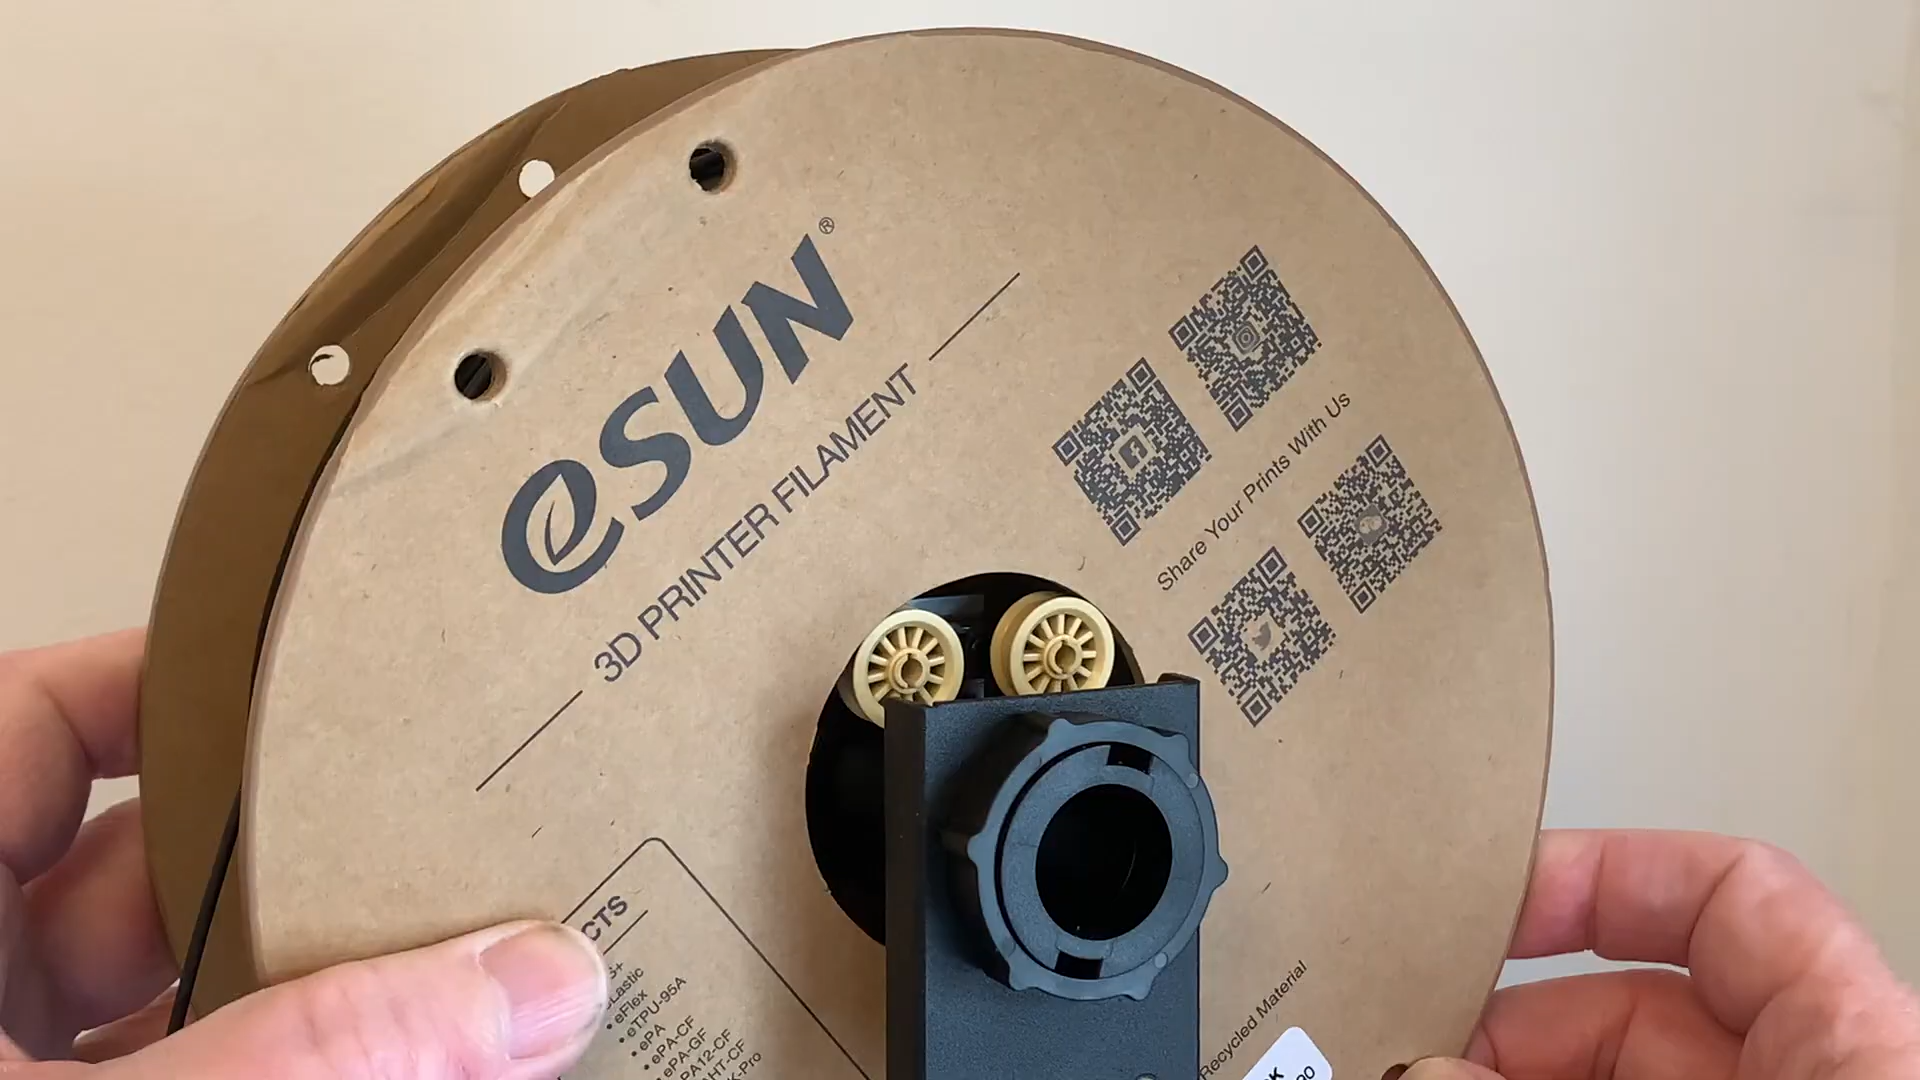 eSUN®
3D PRINTER FILAMENT
Share Your Prints With Us
CTS
eLastic
• eFlex
• eTPU-95A
• ePA
• ePA-CF
• ePA-GF
PA12-CF
Recycled Material